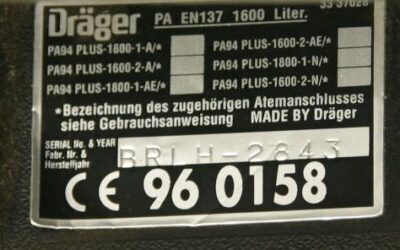 Dräger PA EN137 1600 Liter.
PA94 PLUS-1800-1-A/* PA94 PLUS-1600-2-AE/*
PA94 PLUS-1600-2-A/* PA94 PLUS-1600-1-N/*
PA94 PLUS-1800-1-AE/* PA94 PLUS-1600-2-N/*
*Bezeichnung des zugehörigen Atemanschlusses
siehe Gebrauchsanweisung MADE BY Dräger
SERIAL No. & YEAR
Fabr. Nr. &
Herstelljahr
BRLH-2843
CE 96 0158